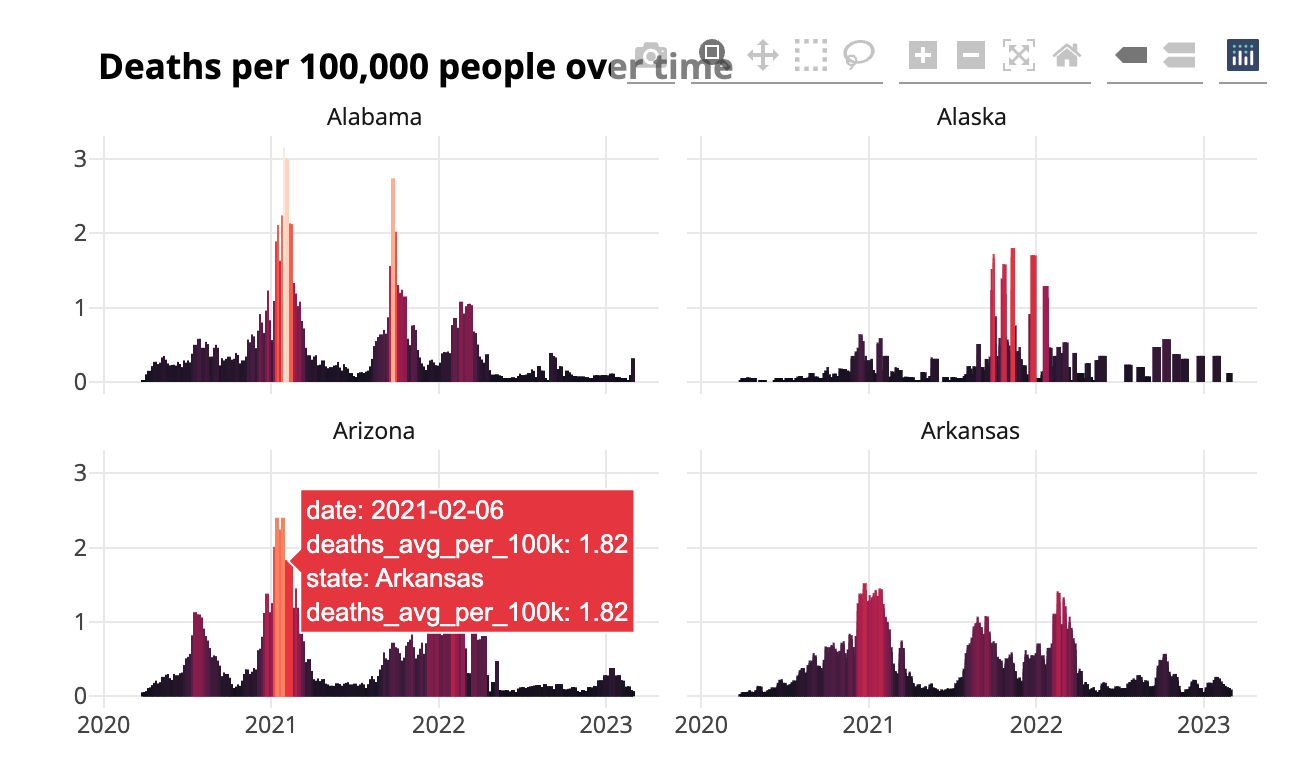 Deaths per 100,000 people over time
Alabama
Alaska
3
2
1
0
Arizona
Arkansas
3
2
1
0
date: 2021-02-06
deaths_avg_per_100k: 1.82
state: Arkansas
deaths_avg_per_100k: 1.82
2020
2021
2022
2023
2020
2021
2022
2023